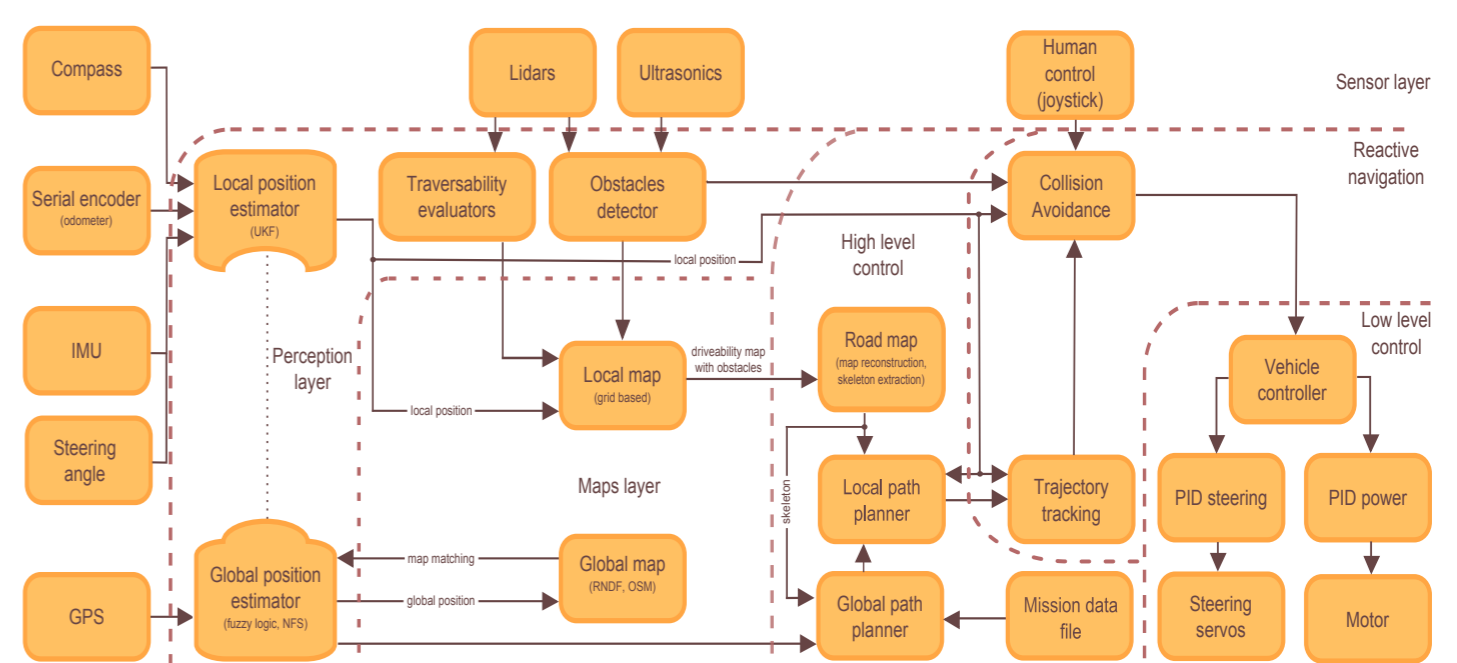 Compass
Lidars
Ultrasonics
Human
control
(joystick)
Sensor layer
Reactive
navigation
Serial encoder
(odometer)
Local position
estimator
(UKF)
Traversability
evaluators
Obstacles
detector
Collision
Avoidance
High level
control
local position
IMU
Perception
layer
Local map
(grid based)
driveability map
with obstacles
Road map
(map reconstruction,
skeleton extraction)
Low level
control
Vehicle
controller
local position
Steering
angle
Maps layer
skeleton
Local path
planner
Trajectory
tracking
PID steering
PID power
GPS
Global position
estimator
(fuzzy logic, NFS)
map matching
global position
Global map
(RNDF, OSM)
Global path
planner
Mission data
file
Steering
servos
Motor